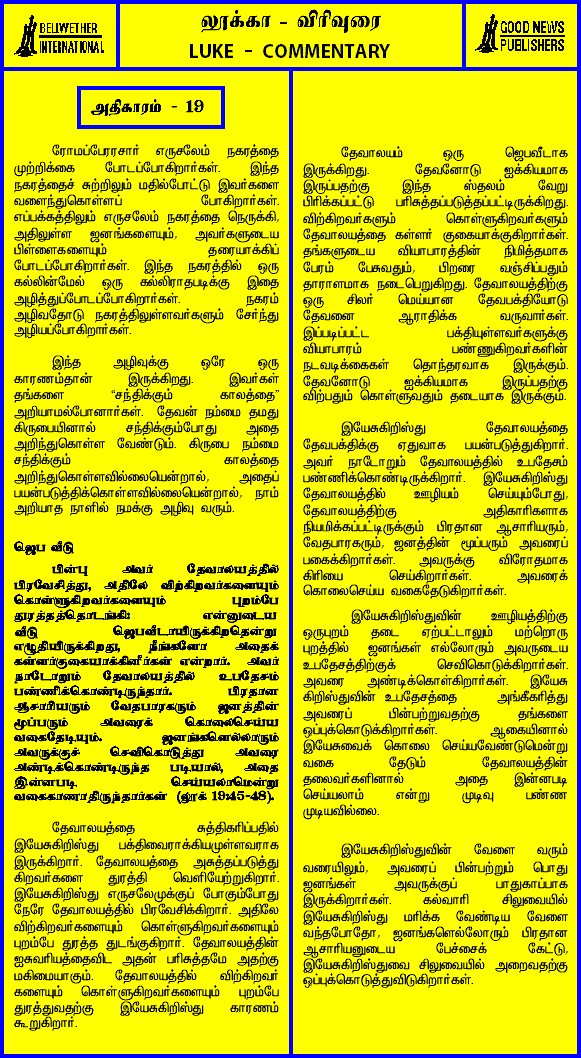 BELWETHER
INTERNATIONAL
லூக்கா - விரிவுரை
LUKE - COMMENTARY
GOOD NEWS
PUBLISHERS
அதிகாரம் - 19
ரோமப்பேரரசார் எருசலேம் நகரத்தை
முற்றிக்கை போடப்போகிறார்கள். இந்த
நகரத்தைச் சுற்றிலும் மதில்போட்டு இவர்களை
வளைந்துகொள்ளப் போகிறார்கள்.
எப்பக்கத்திலும் எருசலேம் நகரத்தை நெருக்கி,
அதிலுள்ள ஜனங்களையும், அவர்களுடைய
பிள்ளைகளையும் தரையாக்கிப்
போடப்போகிறார்கள். இந்த நகரத்தில் ஒரு
கல்லின்மேல் ஒரு கல்லிராதபடிக்கு இதை
அழித்துப்போடப்போகிறார்கள். நகரம்
அழிவதோடு நகரத்திலுள்ளவர்களும் சேர்ந்து
அழியப்போகிறார்கள்.
இந்த அழிவுக்கு ஒரே ஒரு
காரணம்தான் இருக்கிறது. இவர்கள்
தங்களை “சந்திக்கும் காலத்தை”
அறியாமல்போனார்கள். தேவன் நம்மை தமது
கிருபையினால் சந்திக்கும்போது அதை
அறிந்துகொள்ள வேண்டும். கிருபை நம்மை
சந்திக்கும் காலத்தை
அறிந்துகொள்ளவில்லையென்றால், அதைப்
பயன்படுத்திக்கொள்ளவில்லையென்றால், நாம்
அறியாத நாளில் நமக்கு அழிவு வரும்.
ஜெப வீடு
பின்பு அவர் தேவாலயத்தில்
பிரவேசித்து, அதிலே விற்கிறவர்களையும்
கொள்ளுகிறவர்களையும் புறம்பே
துரத்தத்தொடங்கி: என்னுடைய
வீடு ஜெபவீடாயிருக்கிறதென்று
எழுதியிருக்கிறது, நீங்களோ அதைக்
கள்ளர்குகையாக்கினீர்கள் என்றார். அவர்
நாடோறும் தேவாலயத்தில் உபதேசம்
பண்ணிக்கொண்டிருந்தார். பிரதான
ஆசாரியரும் வேதபாரகரும் ஜனத்தின்
மூப்பரும் அவரைக் கொலைசெய்ய
வகைதேடியும். ஜனங்களெல்லாரும்
அவருக்குச் செவிகொடுத்து அவரை
அண்டிக்கொண்டிருந்த படியால், அதை
இன்னபடி செய்யலாமென்று
வகைகாணாதிருந்தார்கள் (லூக் 19:45-48).
தேவாலயத்தை சுத்திகரிப்பதில்
இயேசுகிறிஸ்து பக்திவைராக்கியமுள்ளவராக
இருக்கிறார். தேவாலயத்தை அசுத்தப்படுத்து
கிறவர்களை துரத்தி வெளியேற்றுகிறார்.
இயேசுகிறிஸ்து எருசலேமுக்குப் போகும்போது
நேரே தேவாலயத்தில் பிரவேசிக்கிறார். அதிலே
விற்கிறவர்களையும் கொள்ளுகிறவர்களையும்
புறம்பே துரத்த துடங்குகிறார். தேவாலயத்தின்
ஐசுவரியத்தைவிட அதன் பரிசுத்தமே அதற்கு
மகிமையாகும். தேவாலயத்தில் விற்கிறவர்
களையும் கொள்ளுகிறவர்களையும் புறம்பே
துரத்துவதற்கு இயேசுகிறிஸ்து காரணம்
கூறுகிறார்.
தேவாலயம் ஒரு ஜெபவீடாக
இருக்கிறது. தேவனோடு ஐக்கியமாக
இருப்பதற்கு இந்த ஸ்தலம் வேறு
பிரிக்கப்பட்டு பரிசுத்தப்படுத்தப்பட்டிருக்கிறது.
விற்கிறவர்களும் கொள்ளுகிறவர்களும்
தேவாலயத்தை கள்ளர் குகையாக்குகிறார்கள்.
தங்களுடைய வியாபாரத்தின் நிமித்தமாக
பேரம் பேசுவதும், பிறரை வஞ்சிப்பதும்
தாராளமாக நடைபெறுகிறது. தேவாலயத்திற்கு
ஒரு சிலர் மெய்யான தேவபக்தியோடு
தேவனை ஆராதிக்க வருவார்கள்.
இப்படிப்பட்ட பக்தியுள்ளவர்களுக்கு
வியாபாரம் பண்ணுகிறவர்களின்
நடவடிக்கைகள் தொந்தரவாக இருக்கும்.
தேவனோடு ஐக்கியமாக இருப்பதற்கு
விற்பதும் கொள்ளுவதும் தடையாக இருக்கும்.
இயேசுகிறிஸ்து தேவாலயத்தை
தேவபக்திக்கு ஏதுவாக பயன்படுத்துகிறார்.
அவர் நாடோறும் தேவாலயத்தில் உபதேசம்
பண்ணிக்கொண்டிருக்கிறார். இயேசுகிறிஸ்து
தேவாலயத்தில் ஊழியம் செய்யும்போது,
தேவாலயத்திற்கு அதிகாரிகளாக
நியமிக்கப்பட்டிருக்கும் பிரதான ஆசாரியரும்,
வேதபாரகரும், ஜனத்தின் மூப்பரும் அவரைப்
பகைக்கிறார்கள். அவருக்கு விரோதமாக
கிரியை செய்கிறார்கள். அவரைக்
கொலைசெய்ய வகைதேடுகிறார்கள்.
இயேசுகிறிஸ்துவின் ஊழியத்திற்கு
ஒருபுறம் தடை ஏற்பட்டாலும் மற்றொரு
புறத்தில் ஜனங்கள் எல்லோரும் அவருடைய
உபதேசத்திற்குச் செவிகொடுக்கிறார்கள்.
அவரை அண்டிக்கொள்கிறார்கள். இயேசு
கிறிஸ்துவின் உபதேசத்தை அங்கீகரித்து
அவரைப் பின்பற்றுவதற்கு தங்களை
ஒப்புக்கொடுக்கிறார்கள். ஆகையினால்
இயேசுவைக் கொலை செய்யவேண்டுமென்று
வகை தேடும் தேவாலயத்தின்
தலைவர்களினால் அதை இன்னபடி
செய்யலாம் என்று முடிவு பண்ண
முடியவில்லை.
இயேசுகிறிஸ்துவின் வேளை வரும்
வரையிலும், அவரைப் பின்பற்றும் பொது
ஜனங்கள் அவருக்குப் பாதுகாப்பாக
இருக்கிறார்கள். கல்வாரி சிலுவையில்
இயேசுகிறிஸ்து மரிக்க வேண்டிய வேளை
வந்தபோதோ, ஜனங்களெல்லோரும் பிரதான
ஆசாரியனுடைய பேச்சைக் கேட்டு,
இயேசுகிறிஸ்துவை சிலுவையில் அறைவதற்கு
ஒப்புக்கொடுத்துவிடுகிறார்கள்.